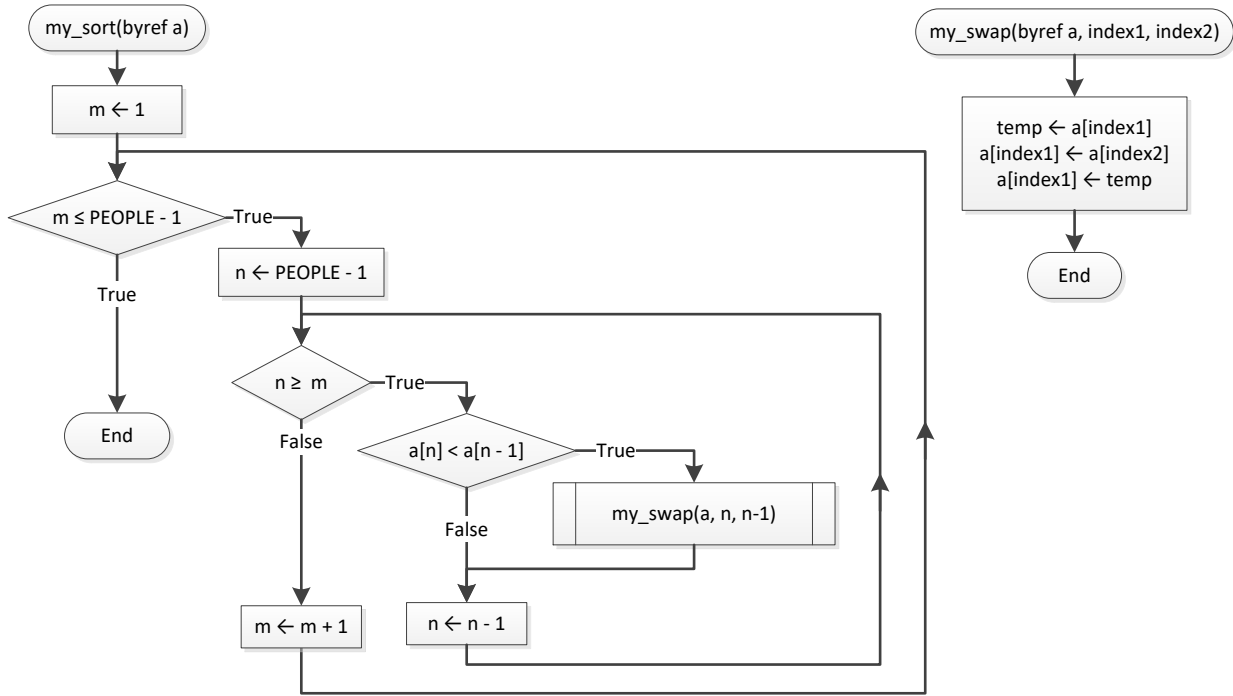 my_sort(byref a)
m ← 1
m ≤ PEOPLE - 1
True
True
n ← PEOPLE - 1
n ≥ m
True
False
a[n] < a[n - 1]
True
False
my_swap(a, n, n-1)
n ← n - 1
m ← m + 1
End
my_swap(byref a, index1, index2)
temp ← a[index1]
a[index1] ← a[index2]
a[index1] ← temp
End